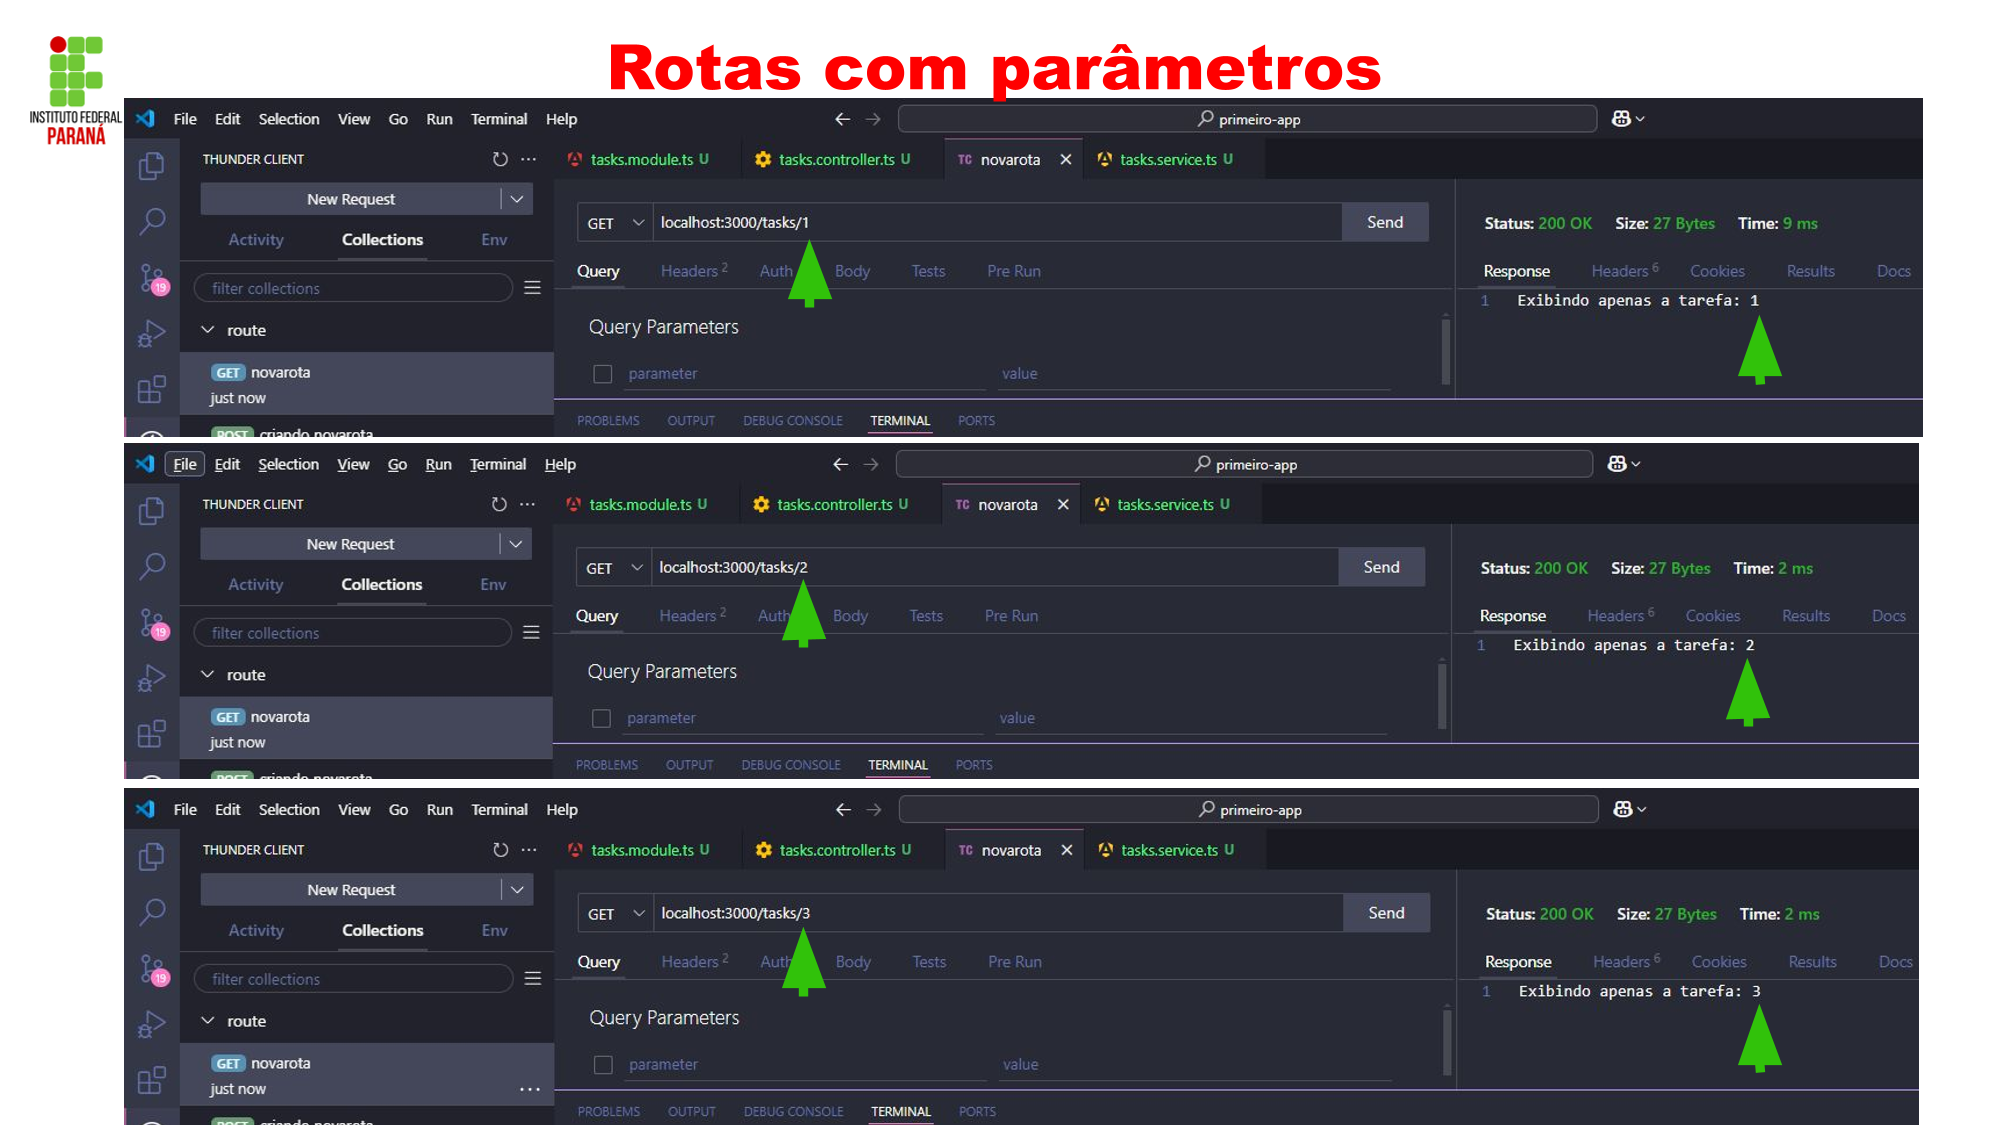 Rotas com parâmetros
INSTITUTO FEDERAL
PARANÁ
File Edit Selection View Go Run Terminal Help
primeiro-app
THUNDER CLIENT
tasks.module.ts U
tasks.controller.ts U
TC novarota
tasks.service.ts U
New Request
GET
localhost:3000/tasks/1
Send
Status: 200 OK Size: 27 Bytes Time: 9 ms
Activity Collections Env
Query Headers 2 Auth Body Tests Pre Run
Response Headers 6 Cookies Results Docs
19
filter collections
1 Exibindo apenas a tarefa: 1
route
Query Parameters
GET novarota
parameter value
just now
PROBLEMS OUTPUT DEBUG CONSOLE TERMINAL PORTS
POST criando novarota
File Edit Selection View Go Run Terminal Help
primeiro-app
THUNDER CLIENT
tasks.module.ts U
tasks.controller.ts U
TC novarota
tasks.service.ts U
New Request
GET
localhost:3000/tasks/2
Send
Status: 200 OK Size: 27 Bytes Time: 2 ms
Activity Collections Env
Query Headers 2 Auth Body Tests Pre Run
Response Headers 6 Cookies Results Docs
19
filter collections
1 Exibindo apenas a tarefa: 2
route
Query Parameters
GET novarota
parameter value
just now
PROBLEMS OUTPUT DEBUG CONSOLE TERMINAL PORTS
POST criando novarota
File Edit Selection View Go Run Terminal Help
primeiro-app
THUNDER CLIENT
tasks.module.ts U
tasks.controller.ts U
TC novarota
tasks.service.ts U
New Request
GET
localhost:3000/tasks/3
Send
Status: 200 OK Size: 27 Bytes Time: 2 ms
Activity Collections Env
Query Headers 2 Auth Body Tests Pre Run
Response Headers 6 Cookies Results Docs
19
filter collections
1 Exibindo apenas a tarefa: 3
route
Query Parameters
GET novarota
parameter value
just now
PROBLEMS OUTPUT DEBUG CONSOLE TERMINAL PORTS
POST criando novarota